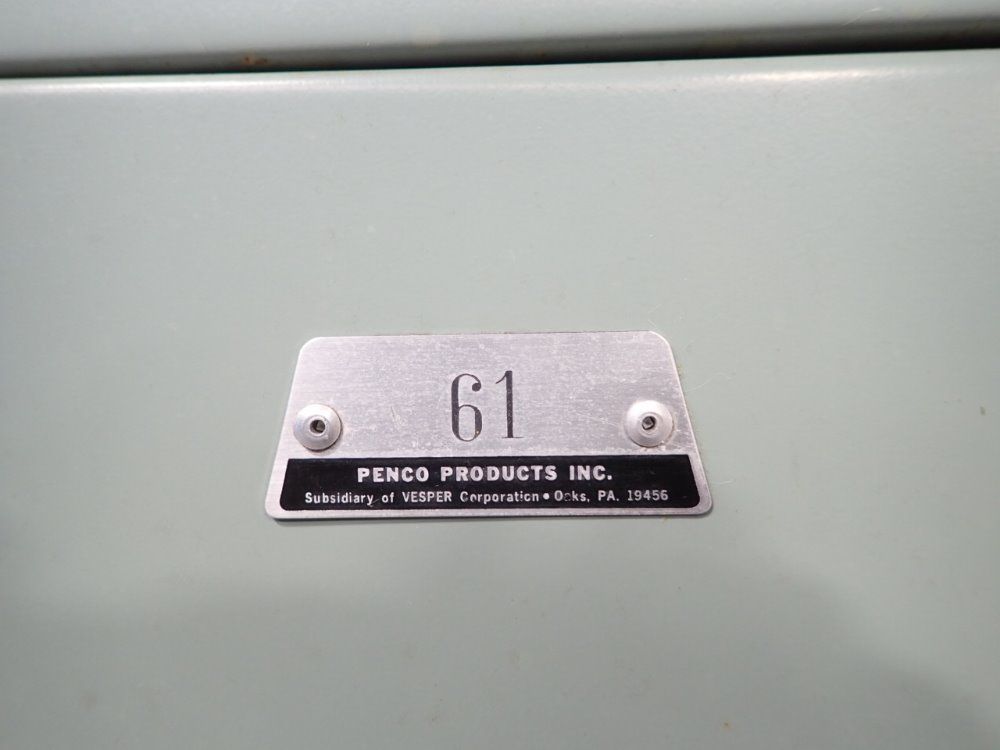 61
PENCO PRODUCTS INC.
Subsidiary of VESPER Corporation • Oaks, PA. 19456